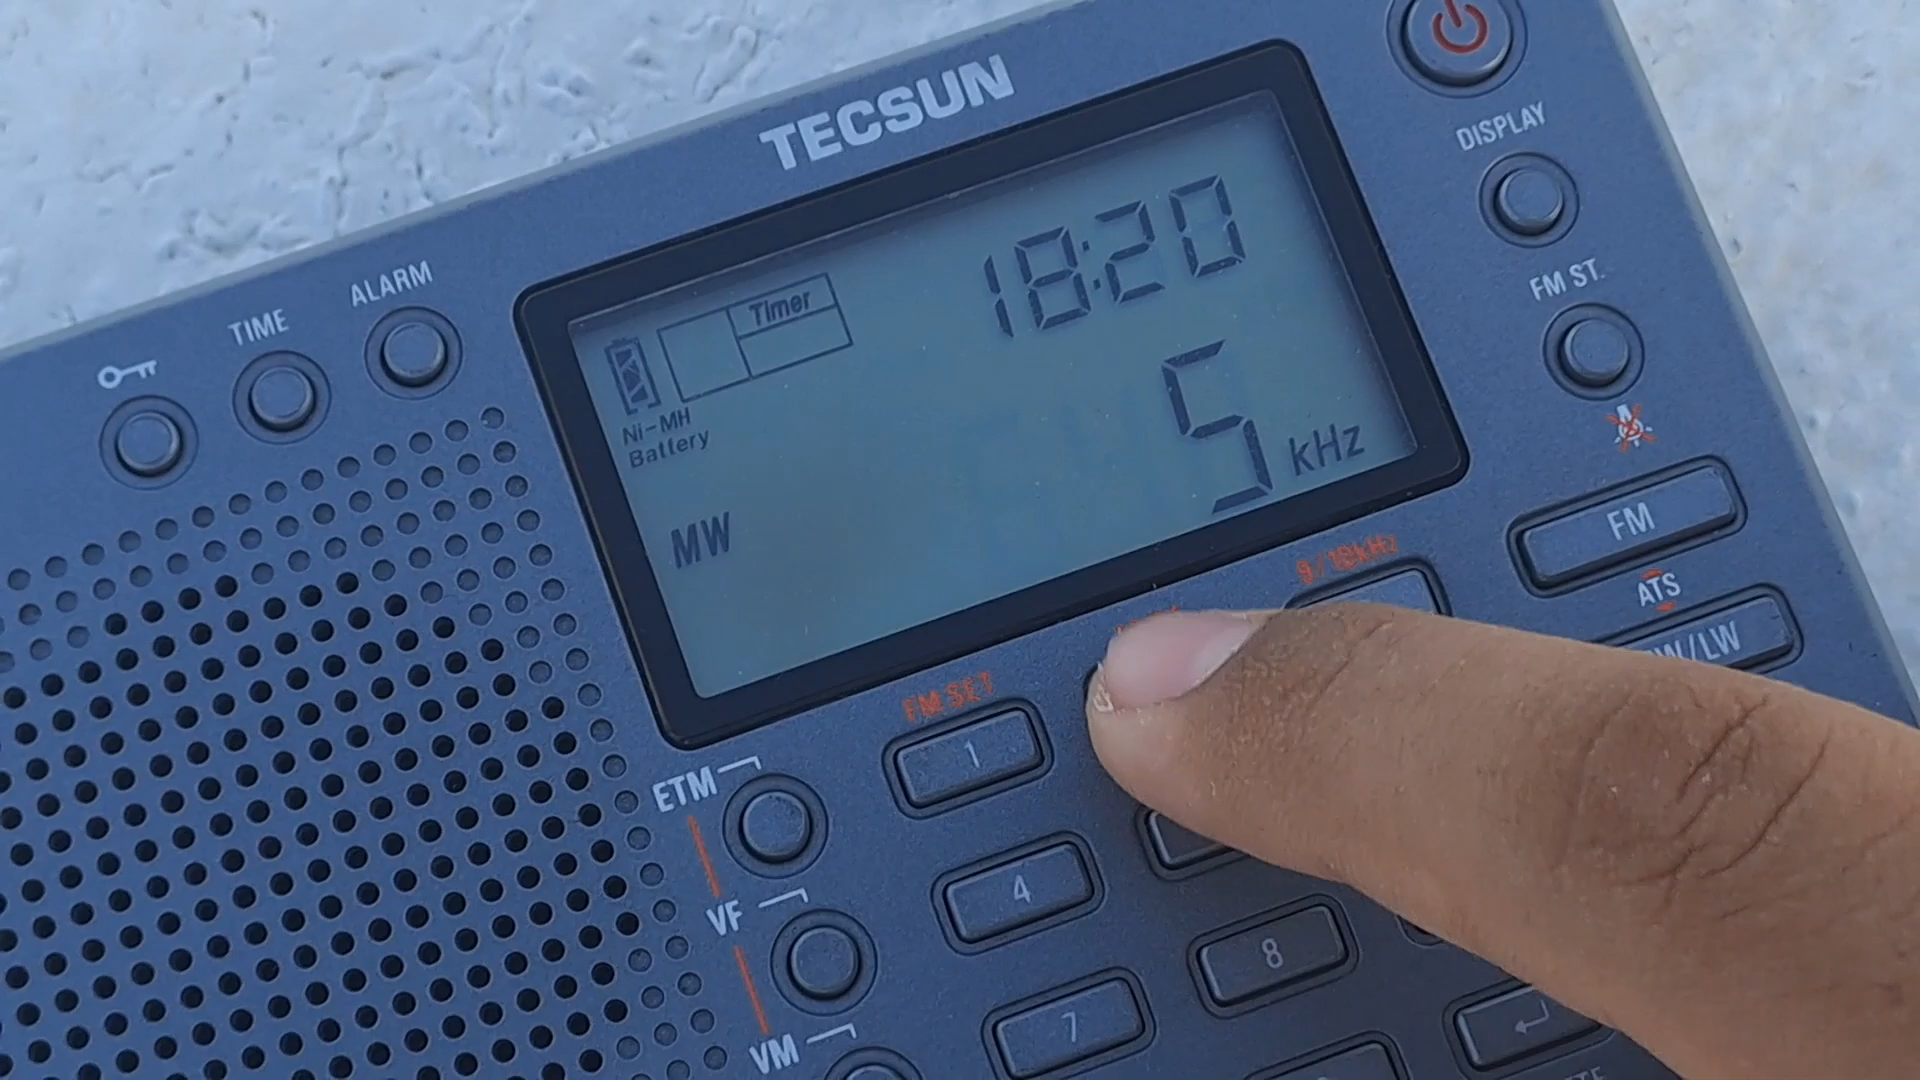 TECSUN
DISPLAY
18:20
Timer
FM ST.
ALARM
TIME
5 kHz
Ni-MH
Battery
MW
FM
9/10kHz
ATS
W/LW
FM SET
1
ETM
4
VF
8
7
VM